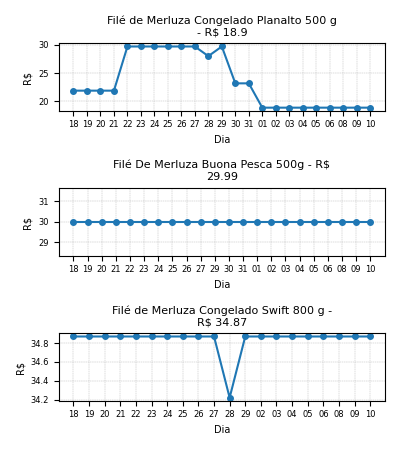 Filé de Merluza Congelado Planalto 500 g
- R$ 18.9
R$
30
25
20
18 19 20 21 22 23 24 25 26 27 28 29 30 31 01 02 03 04 05 06 08 09 10
Dia
Filé De Merluza Buona Pesca 500g - R$
29.99
R$
31
30
29
18 19 20 21 22 23 24 25 26 27 29 30 31 01 02 03 04 05 06 08 09 10
Dia
Filé de Merluza Congelado Swift 800 g -
R$ 34.87
R$
34.8
34.6
34.4
34.2
18 19 20 21 22 23 24 25 26 27 28 29 02 03 04 05 06 08 09 10
Dia